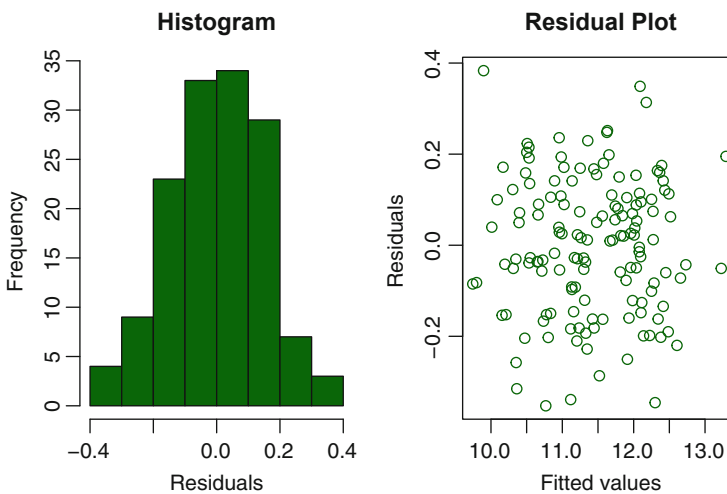 Histogram
Frequency
35
30
25
20
15
10
5
0
−0.4 0.0 0.2 0.4
Residuals
Residual Plot
Residuals
0.4
0.2
0.0
−0.2
10.0 11.0 12.0 13.0
Fitted values